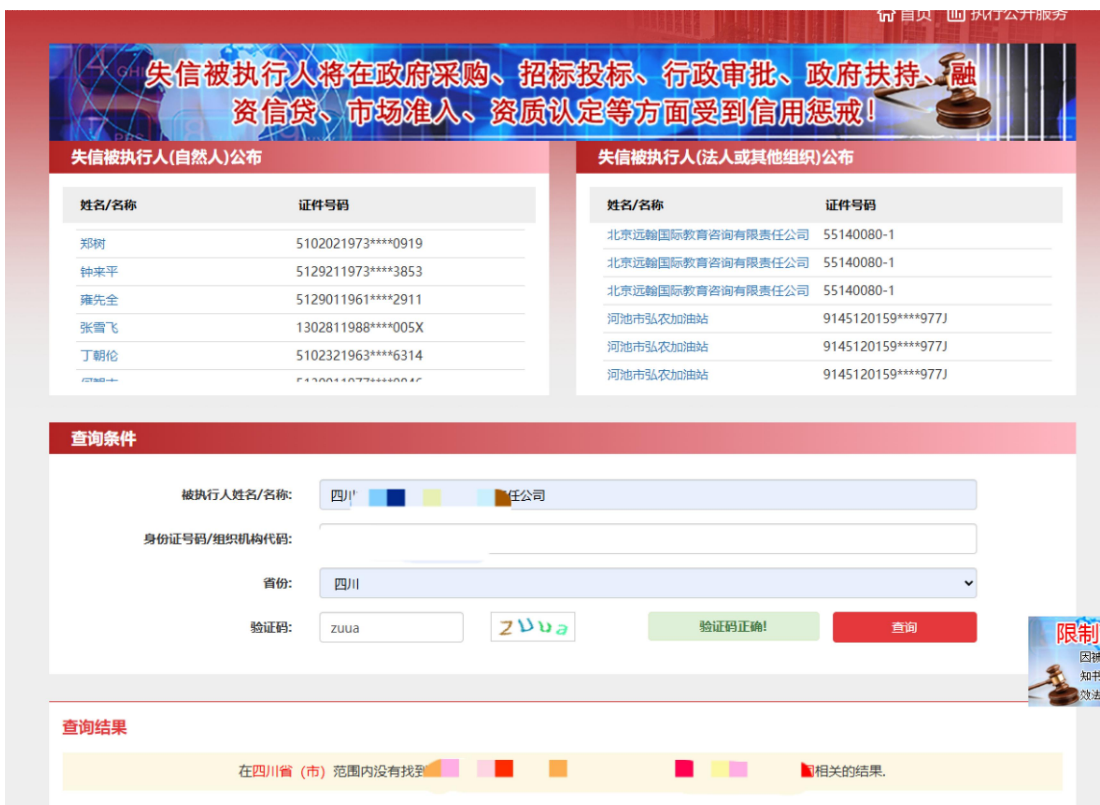 首页 执行公开服务
失信被执行人将在政府采购、招标投标、行政审批、政府扶持、融
资信贷、市场准入、资质认定等方面受到信用惩戒！
失信被执行人(自然人)公布
姓名/名称 证件号码
郑树 5102021973****0919
钟来平 5129211973****3853
雍先全 5129011961****2911
张雪飞 1302811988****005X
丁朝伦 5102321963****6314
失信被执行人(法人或其他组织)公布
姓名/名称 证件号码
北京远翰国际教育咨询有限责任公司 55140080-1
北京远翰国际教育咨询有限责任公司 55140080-1
北京远翰国际教育咨询有限责任公司 55140080-1
河池市弘农加油站 9145120159****977J
河池市弘农加油站 9145120159****977J
河池市弘农加油站 9145120159****977J
查询条件
被执行人姓名/名称: 四川 任公司
身份证号码/组织机构代码:
省份: 四川
验证码: zuua zuua 验证码正确! 查询
限制
因被
知书
效法
查询结果
在四川省（市）范围内没有找到 相关的结果.